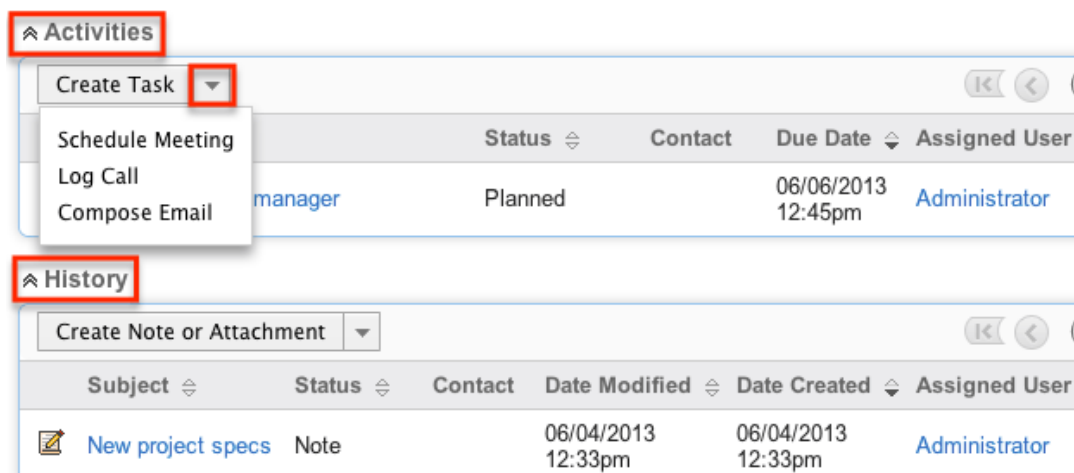 Activities
Create Task
Schedule Meeting
Log Call
Compose Email
Status Contact Due Date Assigned User
manager Planned 06/06/2013 12:45pm Administrator
History
Create Note or Attachment
Subject Status Contact Date Modified Date Created Assigned User
New project specs Note 06/04/2013 12:33pm 06/04/2013 12:33pm Administrator